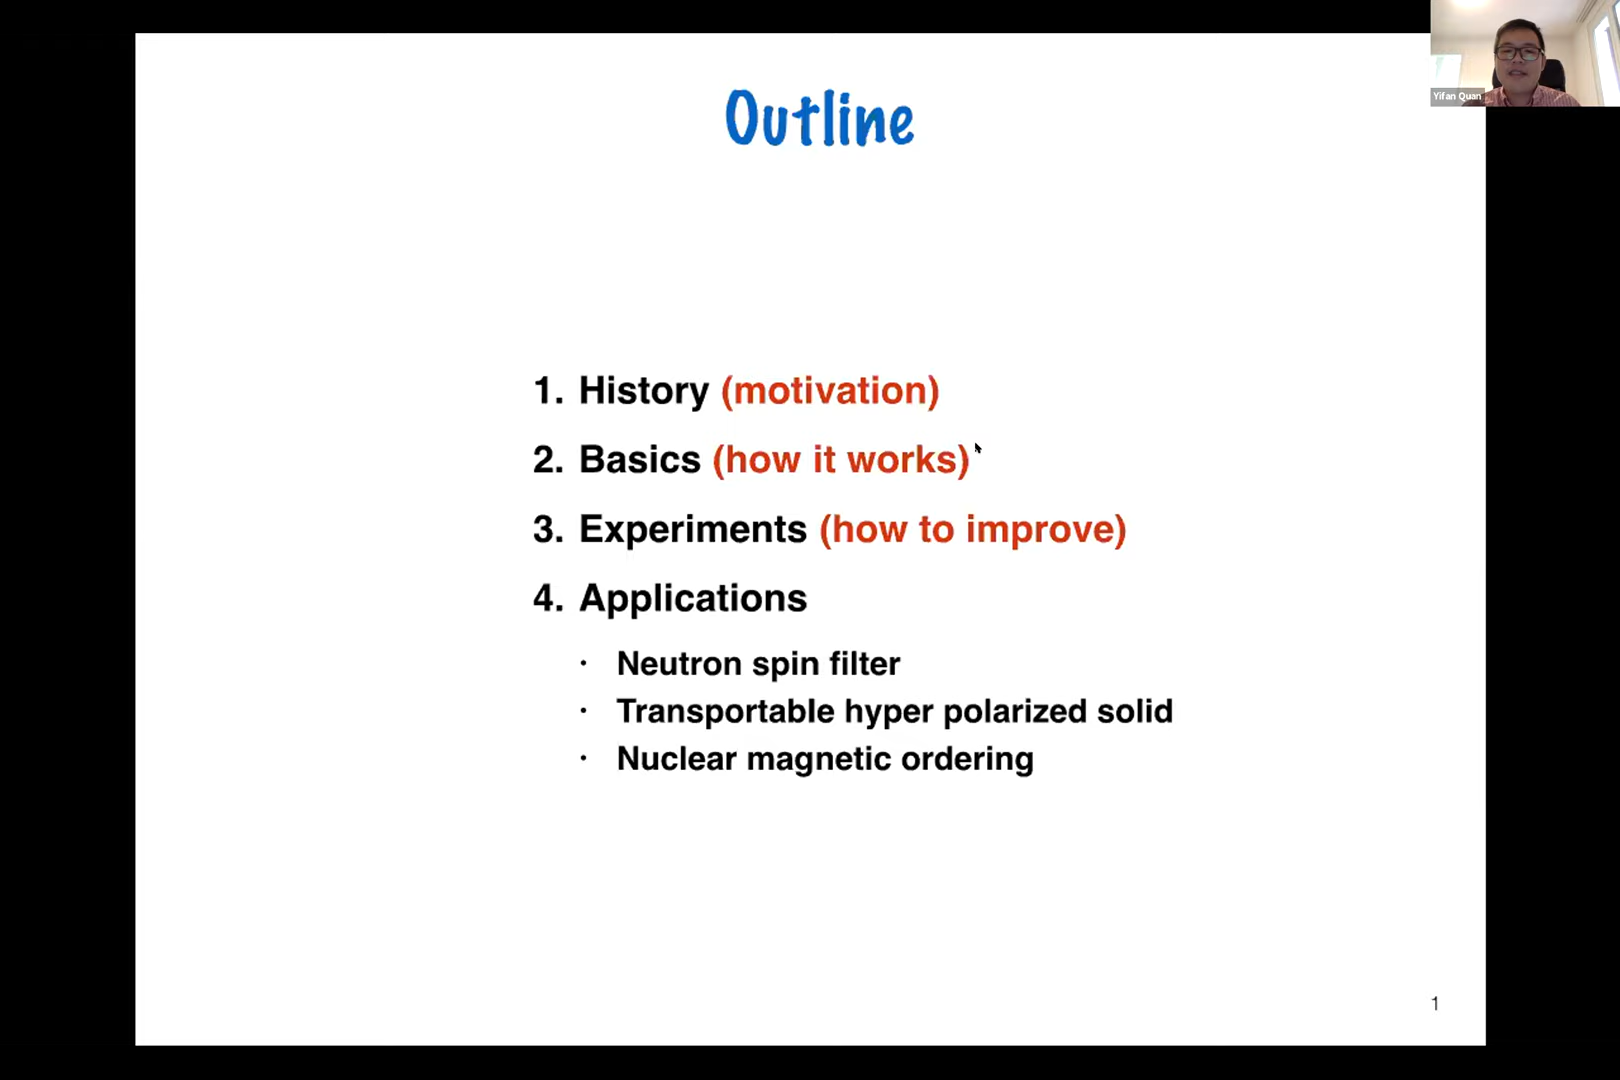 Outline
Yifan Quan
1. History (motivation)
2. Basics (how it works)
3. Experiments (how to improve)
4. Applications
· Neutron spin filter
· Transportable hyper polarized solid
· Nuclear magnetic ordering
1